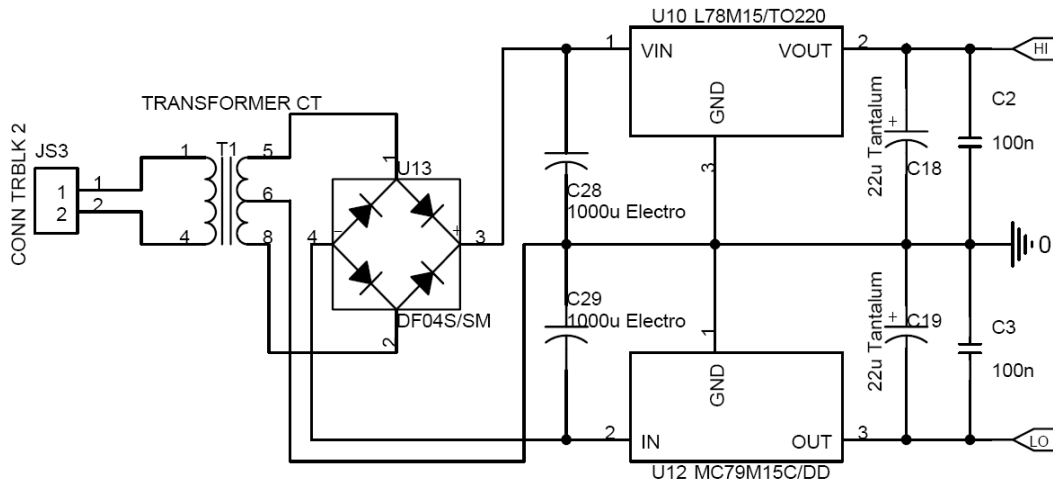 U10 L78M15/TO220
1
VIN
VOUT
2
HI
GND
3
TRANSFORMER CT
CONN TRBLK 2
JS3
1
2
1
2
1
4
T1
5
6
8
1
U13
-
+
4
3
2
DF04S/SM
C28
1000u Electro
C29
1000u Electro
22u Tantalum
+
C18
C2
100n
0
22u Tantalum
+
C19
C3
100n
1
GND
2
IN
OUT
3
LO
U12 MC79M15C/DD